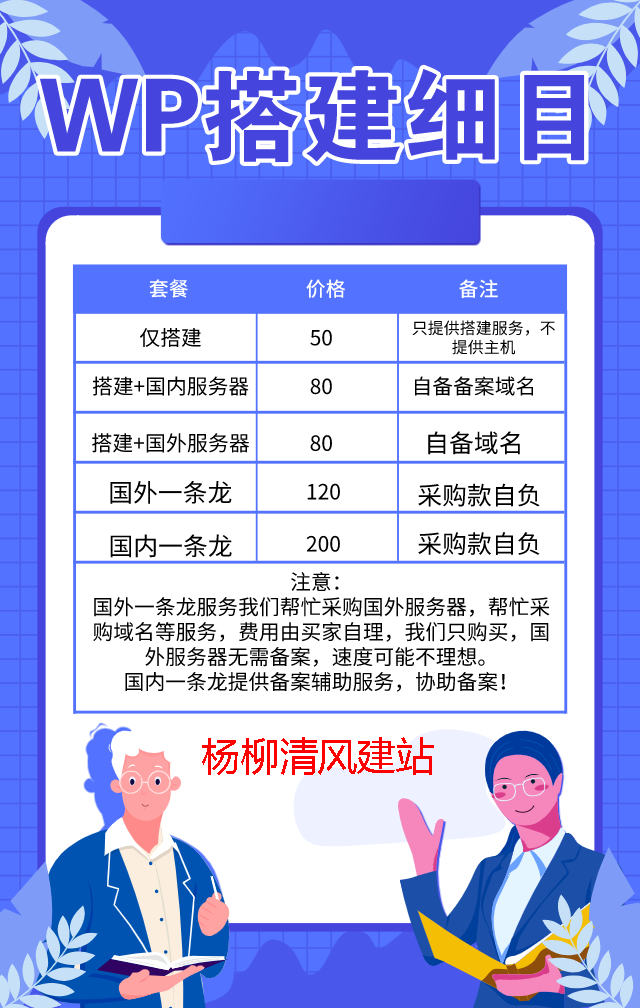 WP搭建细目
套餐 价格 备注
仅搭建 50 只提供搭建服务，不
提供主机
搭建+国内服务器 80 自备备案域名
搭建+国外服务器 80 自备域名
国外一条龙 120 采购款自负
国内一条龙 200 采购款自负
注意：
国外一条龙服务我们帮忙采购国外服务器，帮忙采
购域名等服务，费用由买家自理，我们只购买，国
外服务器无需备案，速度可能不理想。
国内一条龙提供备案辅助服务，协助备案！
杨柳清风建站